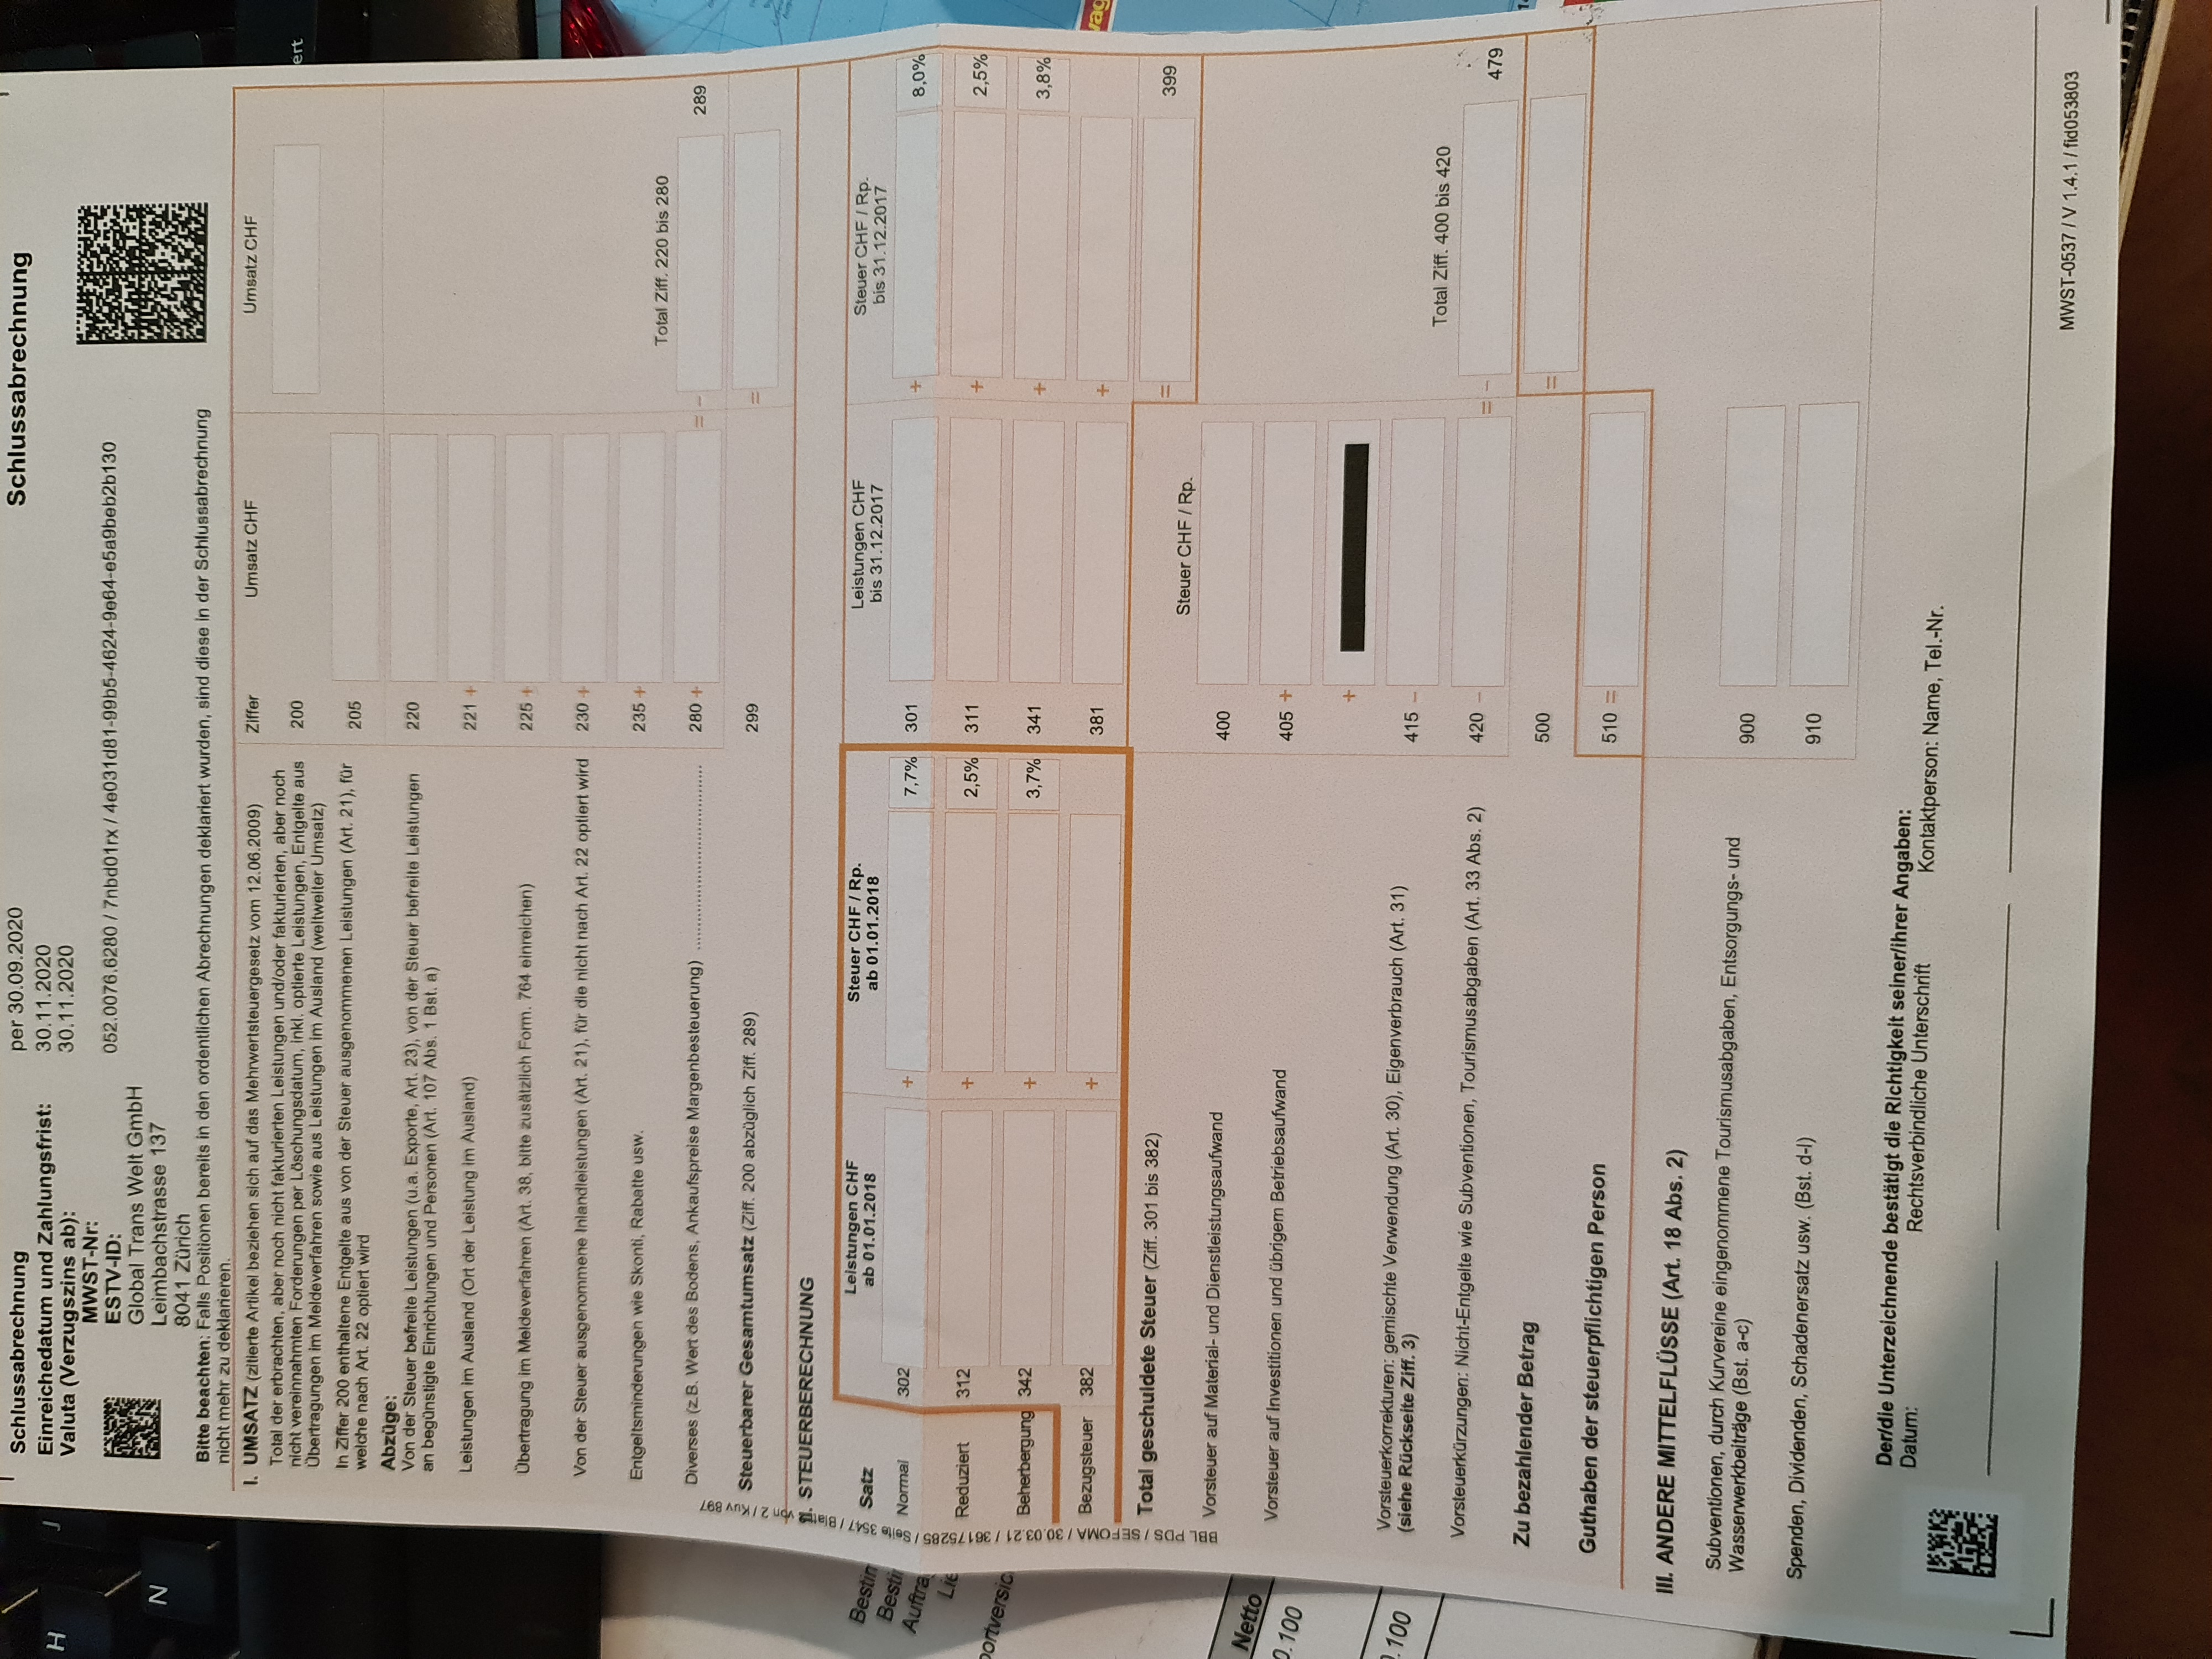 Schlussabrechnung per 30.09.2020 Schlussabrechnung
Einreichedatum und Zahlungsfrist: 30.11.2020
Valuta (Verzugszins ab): 30.11.2020
MWST-Nr:
ESTV-ID: 052.0076.6280 / 7nbd01rx / 4e031d81-99b5-4624-9e64-e5a9beb2b130
Global Trans Welt GmbH
Leimbachstrasse 137
8041 Zürich
Bitte beachten: Falls Positionen bereits in den ordentlichen Abrechnungen deklariert wurden, sind diese in der Schlussabrechnung
nicht mehr zu deklarieren.
I. UMSATZ (zitierte Artikel beziehen sich auf das Mehrwertsteuergesetz vom 12.06.2009) Ziffer Umsatz CHF Umsatz CHF
Total der erbrachten, aber noch nicht fakturierten Leistungen und/oder fakturierten, aber noch
nicht vereinnahmten Forderungen per Löschungsdatum, inkl. optierte Leistungen, Entgelte aus 200
Übertragungen im Meldeverfahren sowie aus Leistungen im Ausland (weltweiter Umsatz)
In Ziffer 200 enthaltene Entgelte aus von der Steuer ausgenommenen Leistungen (Art. 21), für 205
welche nach Art. 22 optiert wird
Abzüge:
Von der Steuer befreite Leistungen (u.a. Exporte, Art. 23), von der Steuer befreite Leistungen 220
an begünstigte Einrichtungen und Personen (Art. 107 Abs. 1 Bst. a)
Leistungen im Ausland (Ort der Leistung im Ausland) 221 +
Übertragung im Meldeverfahren (Art. 38, bitte zusätzlich Form. 764 einreichen) 225 +
Von der Steuer ausgenommene Inlandleistungen (Art. 21), für die nicht nach Art. 22 optiert wird 230 +
Entgeltsminderungen wie Skonti, Rabatte usw. 235 +
Total Ziff. 220 bis 280
Diverses (z.B. Wert des Bodens, Ankaufspreise Margenbesteuerung) ........................................ 280 + = - 289
Steuerbarer Gesamtumsatz (Ziff. 200 abzüglich Ziff. 289) 299 =
II. STEUERBERECHNUNG
Satz Leistungen CHF Steuer CHF / Rp. Leistungen CHF Steuer CHF / Rp.
ab 01.01.2018 ab 01.01.2018 bis 31.12.2017 bis 31.12.2017
Normal 302 + 7,7% 301 + 8,0%
Reduziert 312 + 2,5% 311 + 2,5%
Beherbergung 342 + 3,7% 341 + 3,8%
Bezugsteuer 382 + 381 +
Total geschuldete Steuer (Ziff. 301 bis 382) = 399
Steuer CHF / Rp.
Vorsteuer auf Material- und Dienstleistungsaufwand 400
Vorsteuer auf Investitionen und übrigem Betriebsaufwand 405 +
+
Vorsteuerkorrekturen: gemischte Verwendung (Art. 30), Eigenverbrauch (Art. 31) 415 -
(siehe Rückseite Ziff. 3)
Total Ziff. 400 bis 420
Vorsteuerkürzungen: Nicht-Entgelte wie Subventionen, Tourismusabgaben (Art. 33 Abs. 2) 420 - = - 479
Zu bezahlender Betrag 500 =
Guthaben der steuerpflichtigen Person 510 =
III. ANDERE MITTELFLÜSSE (Art. 18 Abs. 2)
Subventionen, durch Kurvereine eingenommene Tourismusabgaben, Entsorgungs- und 900
Wasserwerkbeiträge (Bst. a-c)
Spenden, Dividenden, Schadenersatz usw. (Bst. d-l) 910
Der/die Unterzeichnende bestätigt die Richtigkeit seiner/ihrer Angaben:
Datum: Rechtsverbindliche Unterschrift Kontaktperson: Name, Tel.-Nr.
MWST-0537 / V 1.4.1 / fid053803
BBL PDS / SEFOMA / 30.03.21 / 36175285 / Seite 3547 / Blatt von 2 / Kuv 897
H
J
N
Netto
0.100
0.100